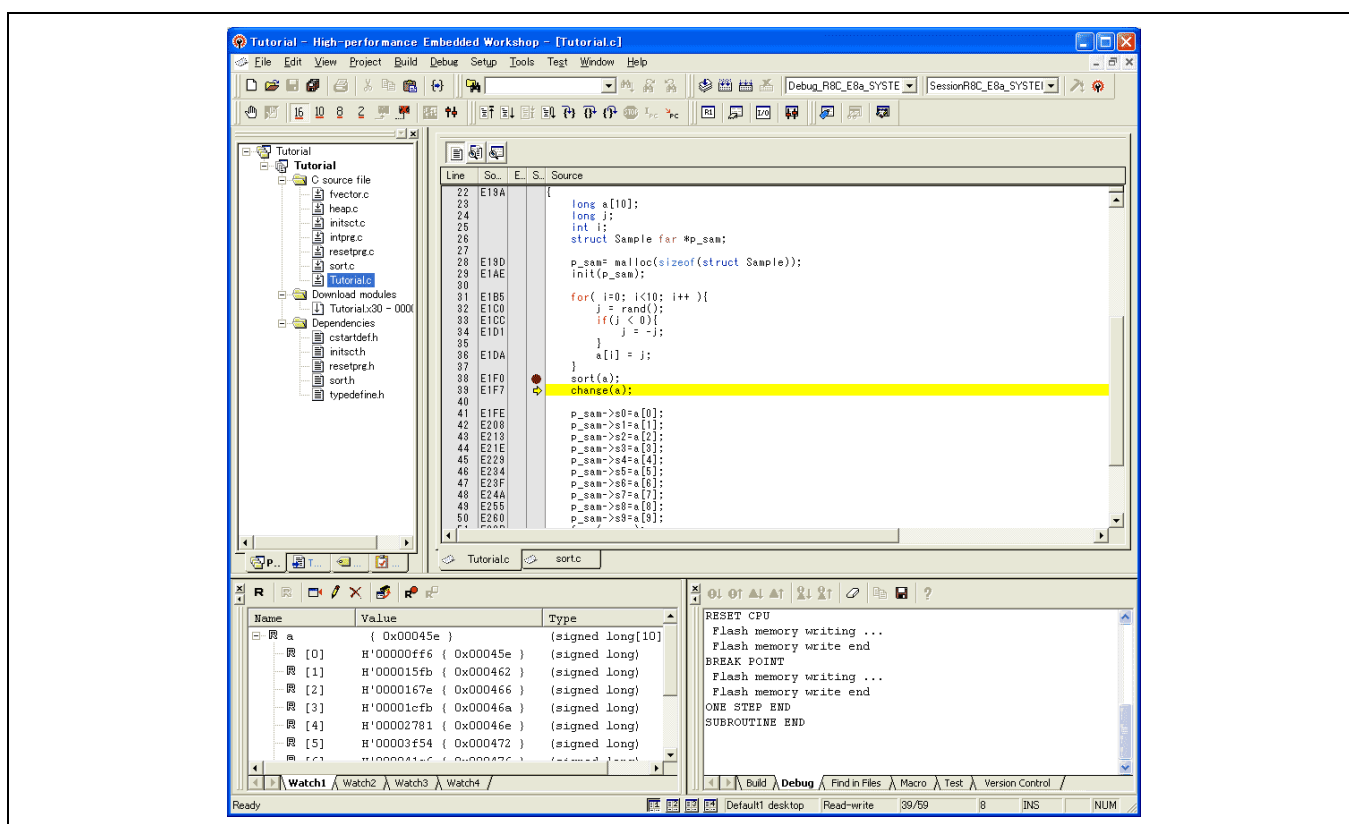 Tutorial - High-performance Embedded Workshop - [Tutorial.c]
File Edit View Project Build Debug Setup Tools Test Window Help
Debug_R8C_E8a_SYSTE SessionR8C_E8a_SYSTEI
16 10 8 2
Tutorial
Tutorial
C source file
fvector.c
heap.c
initsct.c
intprg.c
resetprg.c
sort.c
Tutorial.c
Download modules
Tutorial.x30 - 0000
Dependencies
cstartdef.h
initsct.h
resetprg.h
sort.h
typedefine.h
P.. T... ... ...
Line So... E.. S.. Source
22 E19A {
23 long a[10];
24 long j;
25 int i;
26 struct Sample far *p_sam;
27
28 E19D p_sam= malloc(sizeof(struct Sample));
29 E1AE init(p_sam);
30
31 E1B5 for( i=0; i<10; i++ ){
32 E1C0 j = rand();
33 E1CC if(j < 0){
34 E1D1 j = -j;
35 }
36 E1DA a[i] = j;
37 }
38 E1F0 sort(a);
39 E1F7 change(a);
40
41 E1FE p_sam->s0=a[0];
42 E208 p_sam->s1=a[1];
43 E213 p_sam->s2=a[2];
44 E21E p_sam->s3=a[3];
45 E229 p_sam->s4=a[4];
46 E234 p_sam->s5=a[5];
47 E23F p_sam->s6=a[6];
48 E24A p_sam->s7=a[7];
49 E255 p_sam->s8=a[8];
50 E260 p_sam->s9=a[9];
Tutorial.c sort.c
Name Value Type
R a { 0x00045e } (signed long[10]
R [0] H'00000ff6 { 0x00045e } (signed long)
R [1] H'000015fb { 0x000462 } (signed long)
R [2] H'0000167e { 0x000466 } (signed long)
R [3] H'00001cfb { 0x00046a } (signed long)
R [4] H'00002781 { 0x00046e } (signed long)
R [5] H'00003f54 { 0x000472 } (signed long)
Watch1 Watch2 Watch3 Watch4
RESET CPU
Flash memory writing ...
Flash memory write end
BREAK POINT
Flash memory writing ...
Flash memory write end
ONE STEP END
SUBROUTINE END
Build Debug Find in Files Macro Test Version Control
Ready Default1 desktop Read-write 39/59 8 INS NUM